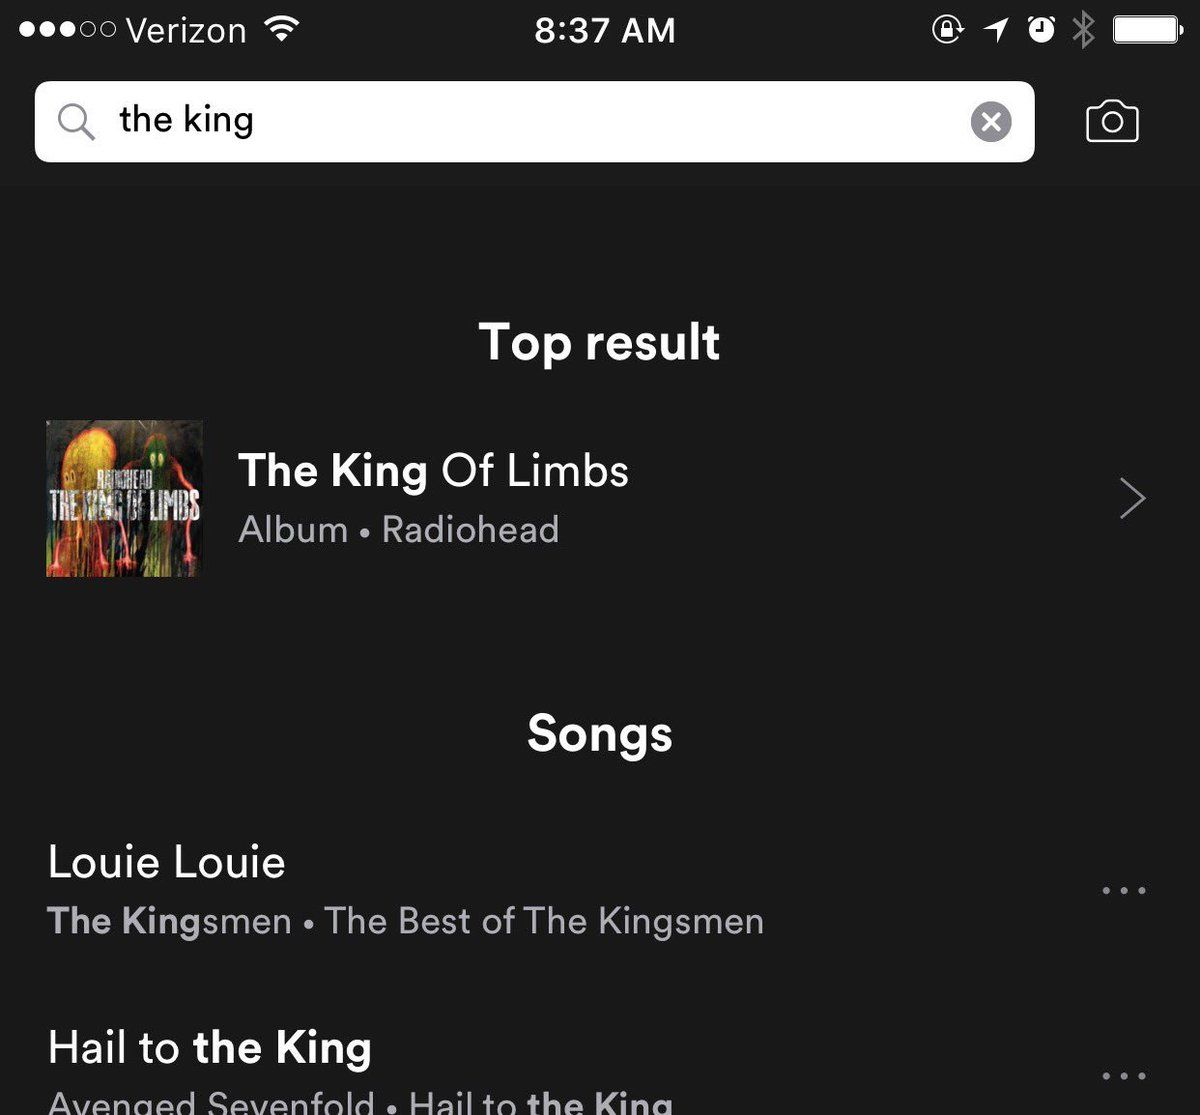 Verizon 8:37 AM
the king
Top result
RADIOHEAD
THE KING OF LIMBS
The King Of Limbs
Album • Radiohead
Songs
Louie Louie
The Kingsmen • The Best of The Kingsmen
Hail to the King
Avenged Sevenfold • Hail to the King